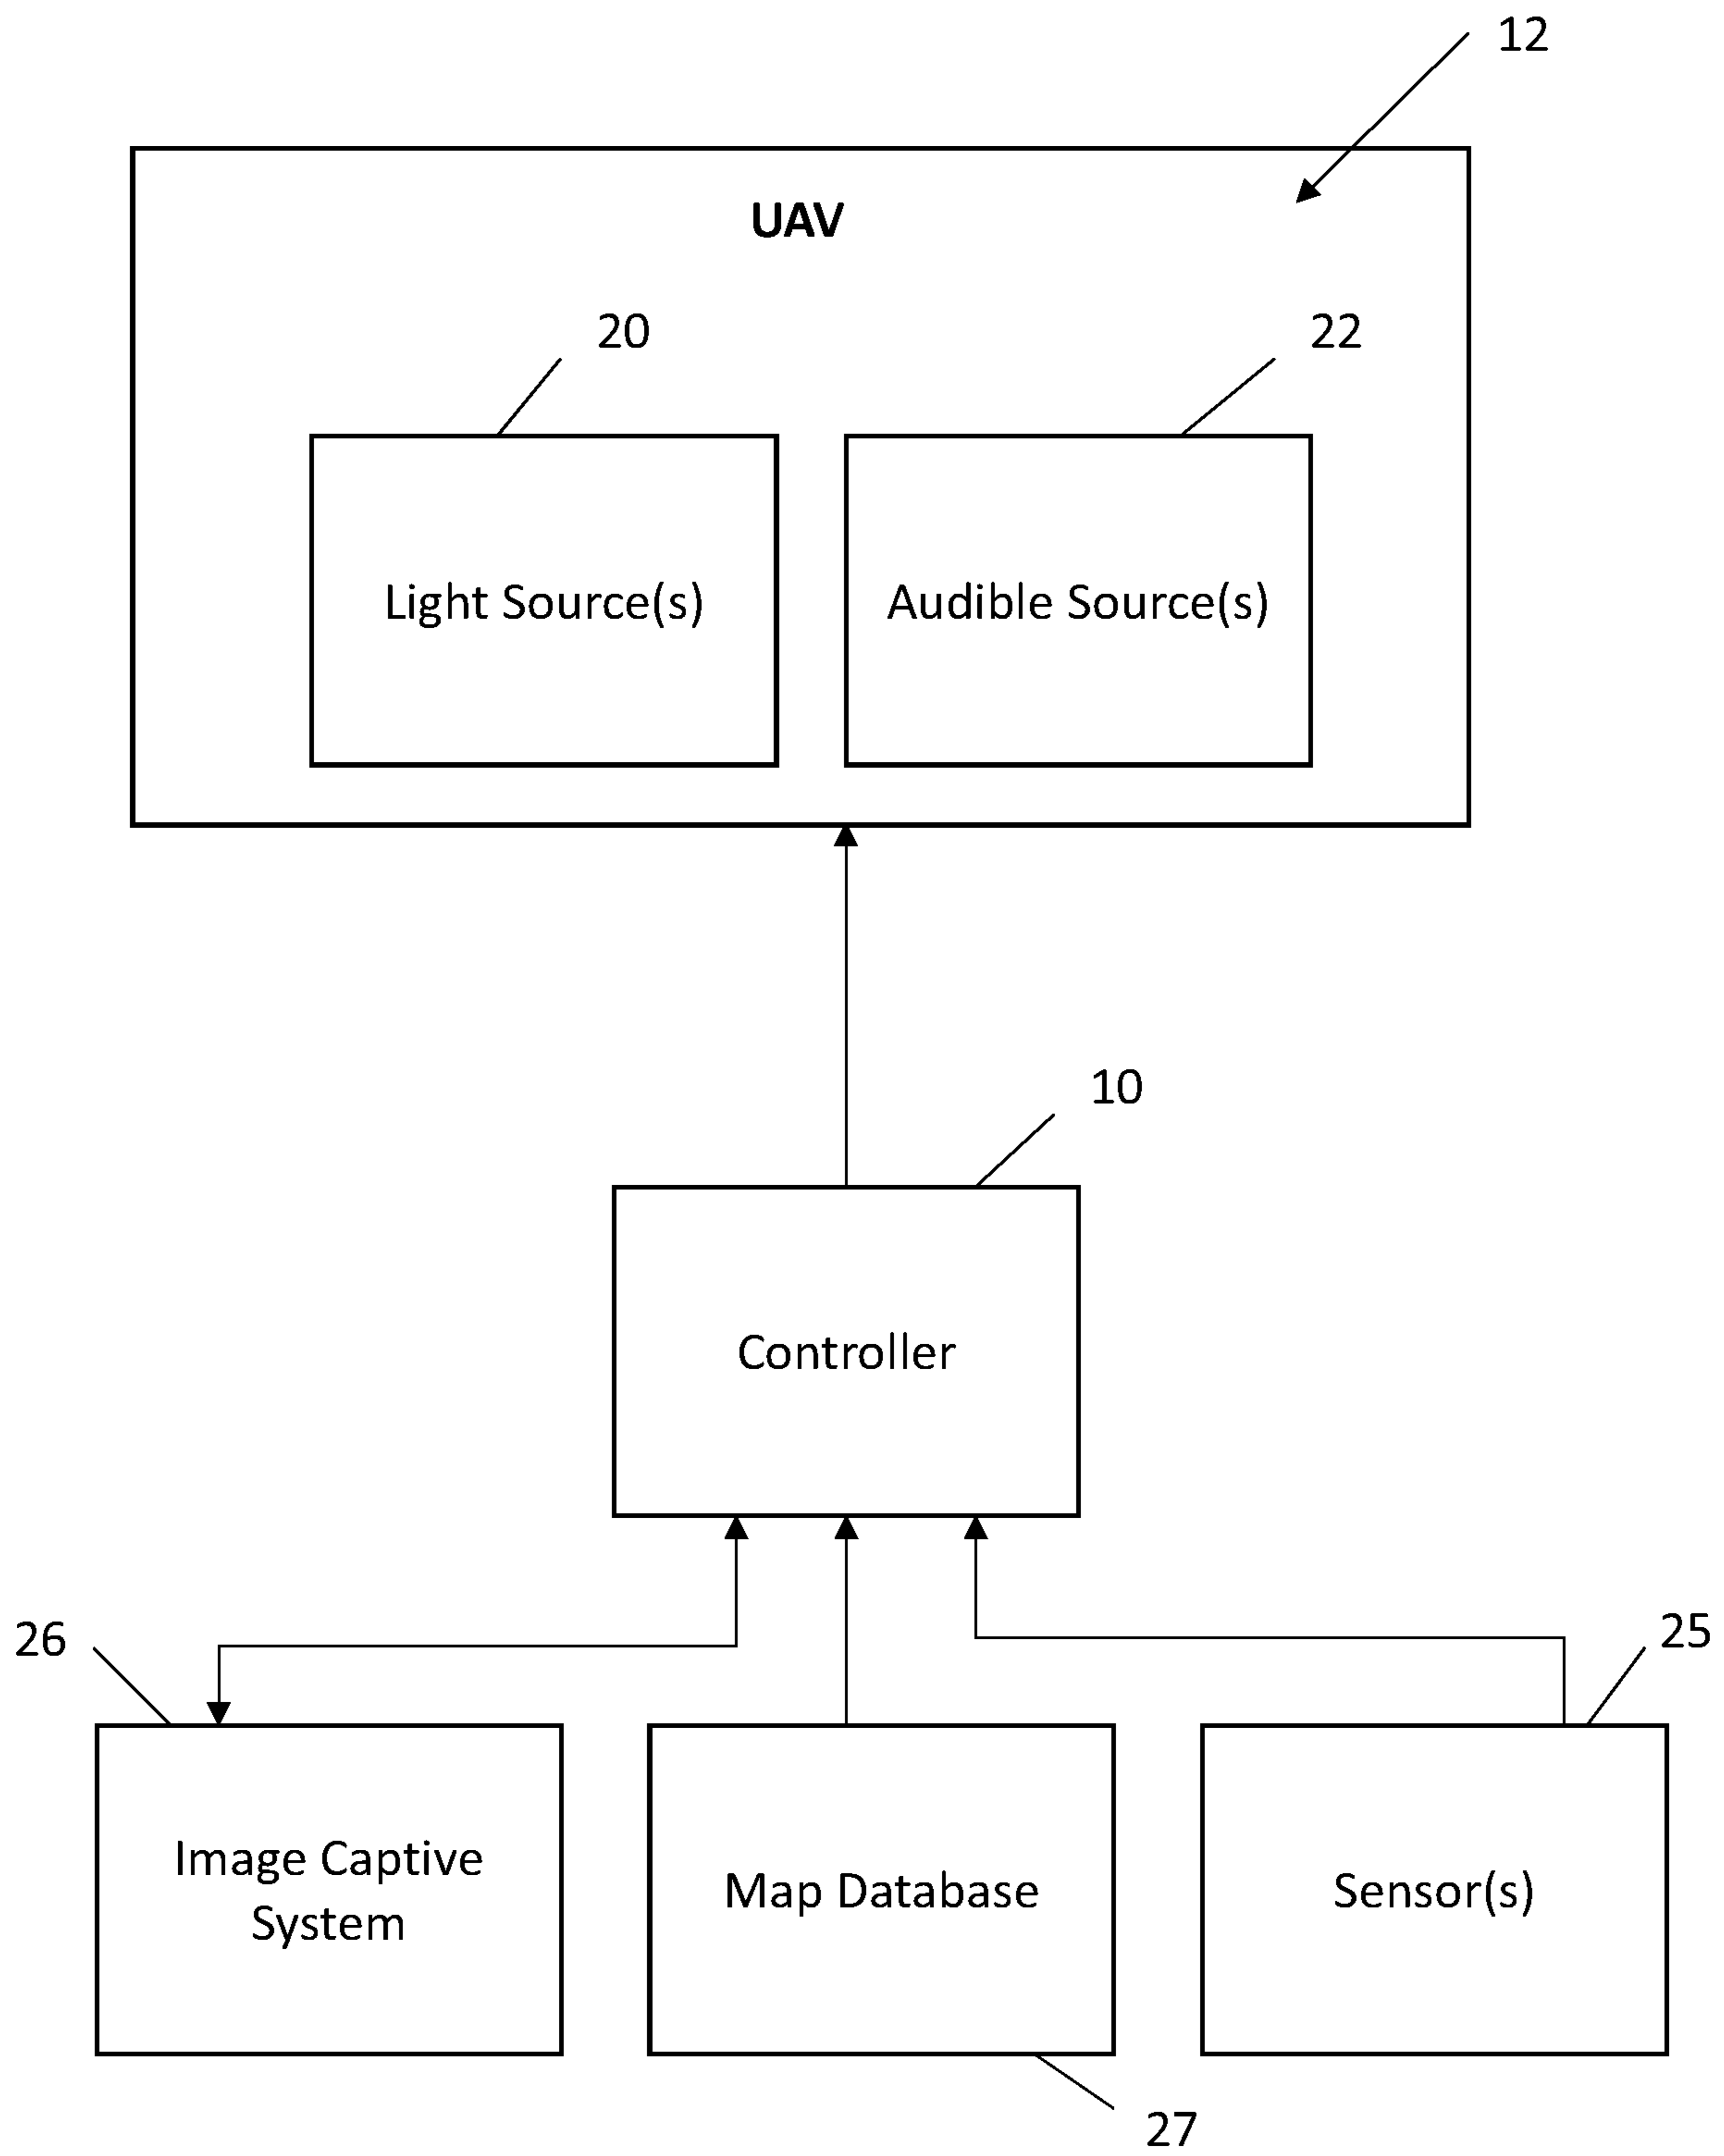 12
UAV
20
22
Light Source(s)
Audible Source(s)
10
Controller
26
25
Image Captive
System
Map Database
Sensor(s)
27